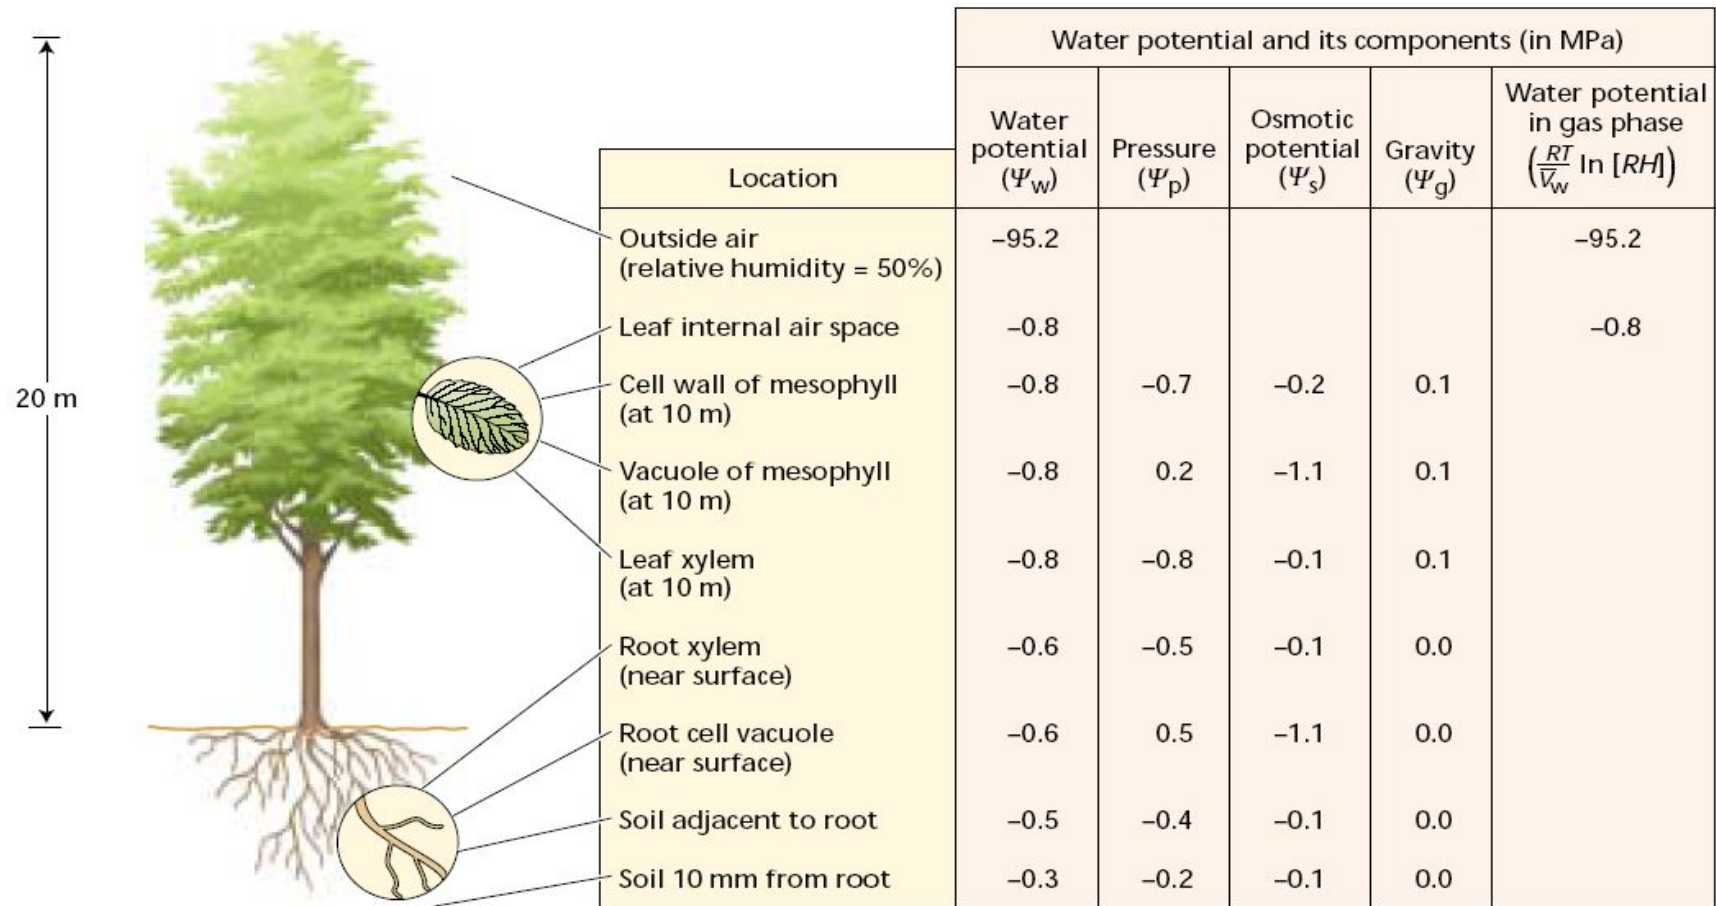 20 m
Water potential and its components (in MPa)
Location
Water
potential
(Ψw)
Pressure
(Ψp)
Osmotic
potential
(Ψs)
Gravity
(Ψg)
Water potential
in gas phase
(RT/V̅w ln [RH])
Outside air
(relative humidity = 50%)
–95.2
–95.2
Leaf internal air space
–0.8
–0.8
Cell wall of mesophyll
(at 10 m)
–0.8
–0.7
–0.2
0.1
Vacuole of mesophyll
(at 10 m)
–0.8
0.2
–1.1
0.1
Leaf xylem
(at 10 m)
–0.8
–0.8
–0.1
0.1
Root xylem
(near surface)
–0.6
–0.5
–0.1
0.0
Root cell vacuole
(near surface)
–0.6
0.5
–1.1
0.0
Soil adjacent to root
–0.5
–0.4
–0.1
0.0
Soil 10 mm from root
–0.3
–0.2
–0.1
0.0